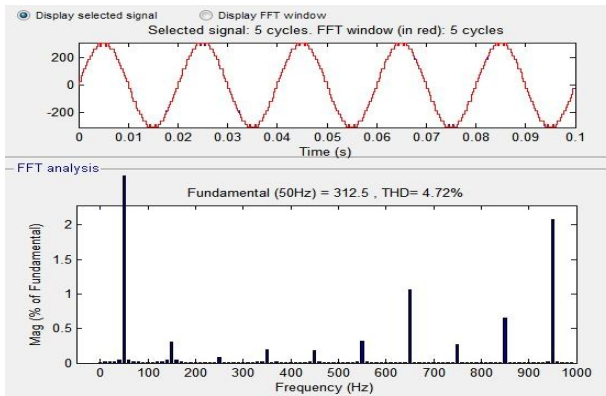 Display selected signal Display FFT window
Selected signal: 5 cycles. FFT window (in red): 5 cycles
200
0
-200
0 0.01 0.02 0.03 0.04 0.05 0.06 0.07 0.08 0.09 0.1
Time (s)
FFT analysis
Fundamental (50Hz) = 312.5 , THD= 4.72%
Mag (% of Fundamental)
2
1.5
1
0.5
0
0 100 200 300 400 500 600 700 800 900 1000
Frequency (Hz)